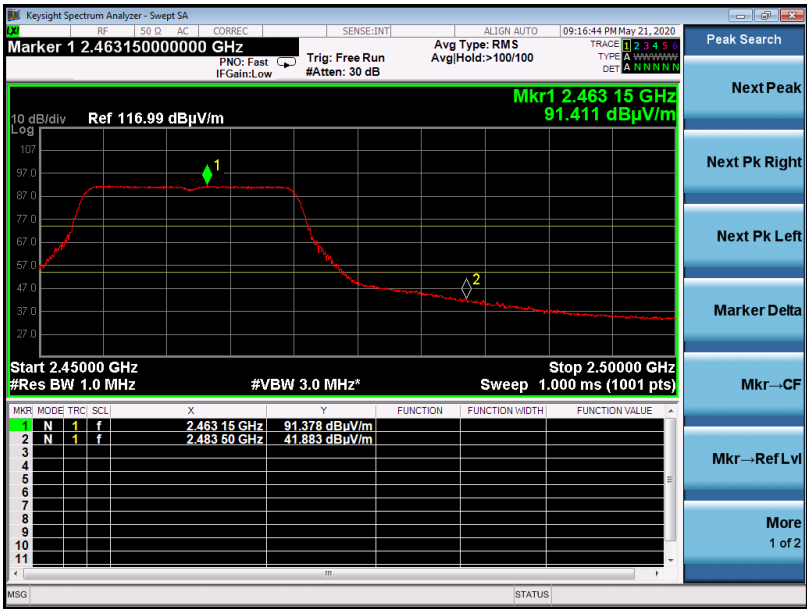 Keysight Spectrum Analyzer - Swept SA
LXI RF 50 Ω AC CORREC SENSE:INT ALIGN AUTO 09:16:44 PM May 21, 2020
Marker 1 2.463150000000 GHz
PNO: Fast
IFGain:Low
Trig: Free Run
#Atten: 30 dB
Avg Type: RMS
Avg|Hold:>100/100
TRACE 1 2 3 4 5 6
TYPE A WWWWW
DET A N N N N N
Mkr1 2.463 15 GHz
91.411 dBµV/m
10 dB/div Ref 116.99 dBµV/m
Log
107
97.0
87.0
77.0
67.0
57.0
47.0
37.0
27.0
1
2
Start 2.45000 GHz Stop 2.50000 GHz
#Res BW 1.0 MHz #VBW 3.0 MHz* Sweep 1.000 ms (1001 pts)
MKR MODE TRC SCL X Y FUNCTION FUNCTION WIDTH FUNCTION VALUE
1 N 1 f 2.463 15 GHz 91.378 dBµV/m
2 N 1 f 2.483 50 GHz 41.883 dBµV/m
3
4
5
6
7
8
9
10
11
MSG STATUS
Peak Search
Next Peak
Next Pk Right
Next Pk Left
Marker Delta
Mkr→CF
Mkr→Ref Lvl
More
1 of 2